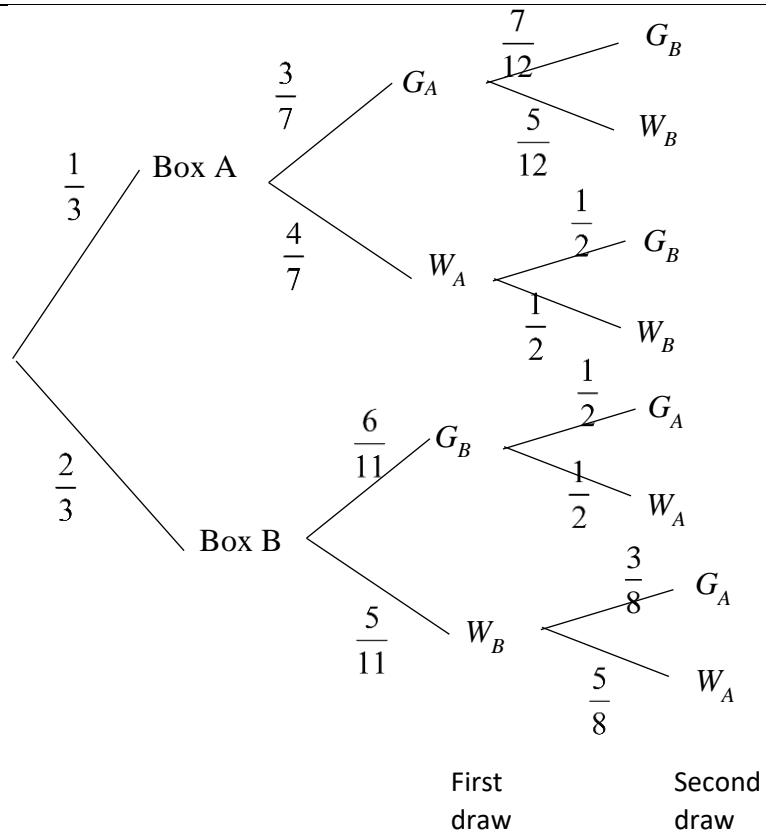 7/12 G_B
3/7 G_A
5/12 W_B
1/3 Box A
1/2 G_B
4/7 W_A
1/2 W_B
1/2 G_A
6/11 G_B
2/3 1/2 W_A
Box B
3/8 G_A
5/11 W_B
5/8 W_A
First Second
draw draw